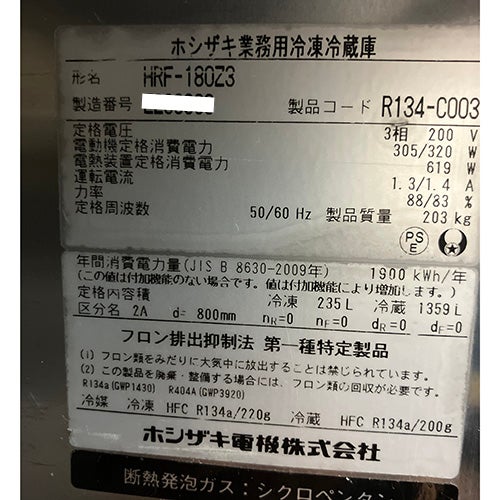 ホシザキ業務用冷凍冷蔵庫
形名 HRF-180Z3
製造番号
製品コード R134-C003
定格電圧 3相 200 V
電動機定格消費電力 305/320 W
電熱装置定格消費電力 619 W
運転電流 1.3/1.4 A
力率 88/83 %
定格周波数 50/60 Hz 製品質量 203 kg
PSE
年間消費電力量(JIS B 8630-2009年) 1900 kWh/年
(この値は付加機能のない場合です。値は付加機能により増加します。)
定格内容積 冷凍 235L 冷蔵 1359L
区分名 2A d= 800mm nR=0 nF=0 dR=0 dF=0
フロン排出抑制法 第一種特定製品
(1) フロン類をみだりに大気中に放出することは禁じられています。
(2) この製品を廃棄・整備する場合には、フロン類の回収が必要です。
R134a(GWP1430) R404A(GWP3920)
冷媒 冷凍 HFC R134a/220g 冷蔵 HFC R134a/200g
ホシザキ電機株式会社
断熱発泡ガス:シクロペンタン